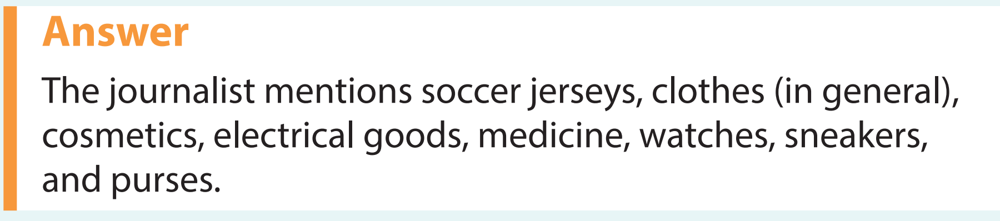 Answer
The journalist mentions soccer jerseys, clothes (in general),
cosmetics, electrical goods, medicine, watches, sneakers,
and purses.